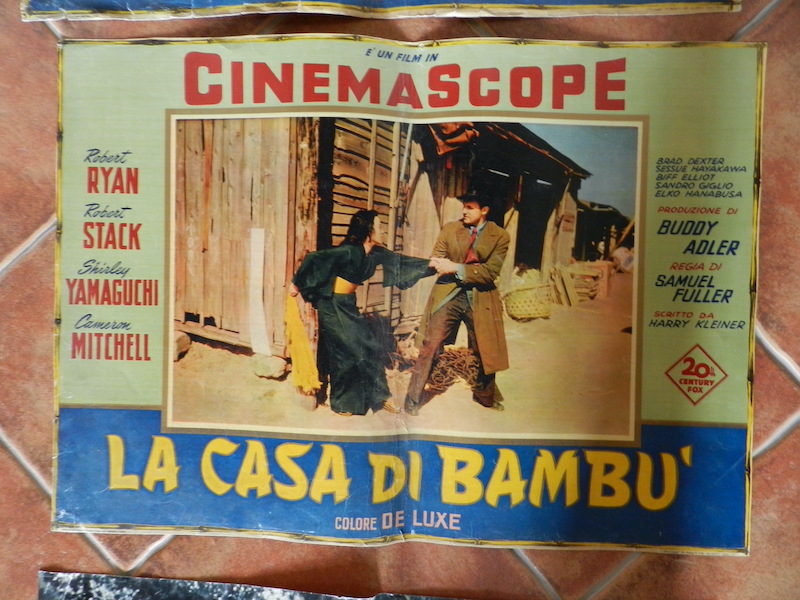 E' UN FILM IN
CINEMASCOPE
Robert
RYAN
Robert
STACK
Shirley
YAMAGUCHI
Cameron
MITCHELL
BRAD DEXTER
SESSUE HAYAKAWA
BIFF ELLIOT
SANDRO GIGLIO
ELKO HANABUSA
PRODUZIONE DI
BUDDY
ADLER
REGIA DI
SAMUEL
FULLER
SCRITTO DA
HARRY KLEINER
20th
CENTURY
FOX
LA CASA DI BAMBU'
COLORE DE LUXE